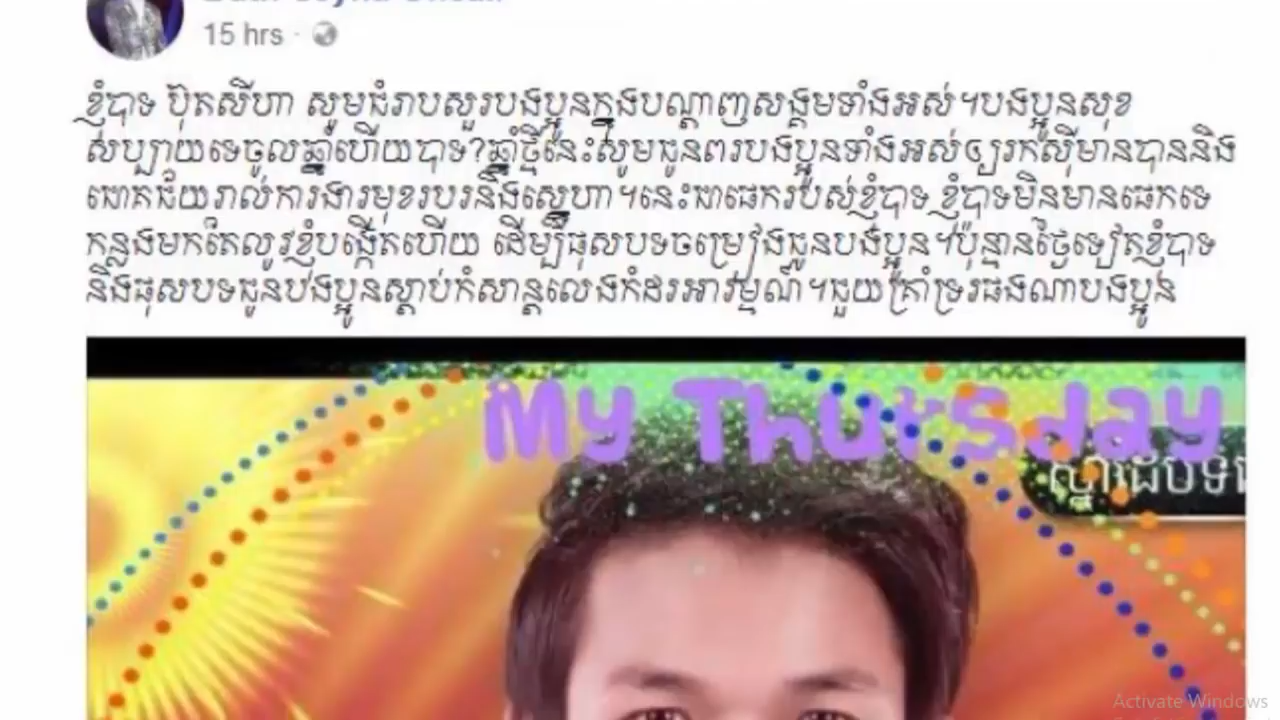 15 hrs ·
ខ្ញុំបាទ ប៊ុតសីហា សូមជំរាបសួរបងប្អូនក្នុងបណ្តាញសង្គមទាំងអស់។បងប្អូនសុខ
សប្បាយទេចូលឆ្នាំហើយបាទ?ឆ្នាំថ្មីនេះសូមជូនពរបងប្អូនទាំងអស់ឲ្យរកស៊ីមានបាននិង
ជោគជ័យរាល់ការងារមុខរបរនិងស្នេហា។នេះជាផេករបស់ខ្ញុំបាទ ខ្ញុំបាទមិនមានផេកទេ
កន្លងមកតែលូវខ្ញុំបង្កើតហើយ ដើម្បីផុសបទចម្រៀងជូនបងប្អូន។ប៉ុន្មានថ្ងៃទៀតខ្ញុំបាទ
និងផុសបទជូនបងប្អូនស្តាប់កំសាន្តលេងកំដរអារម្មណ៍។ជួយគ្រាំទ្រផងណាបងប្អូន
My Thursday
ស្នាដៃបទ
Activate Windows